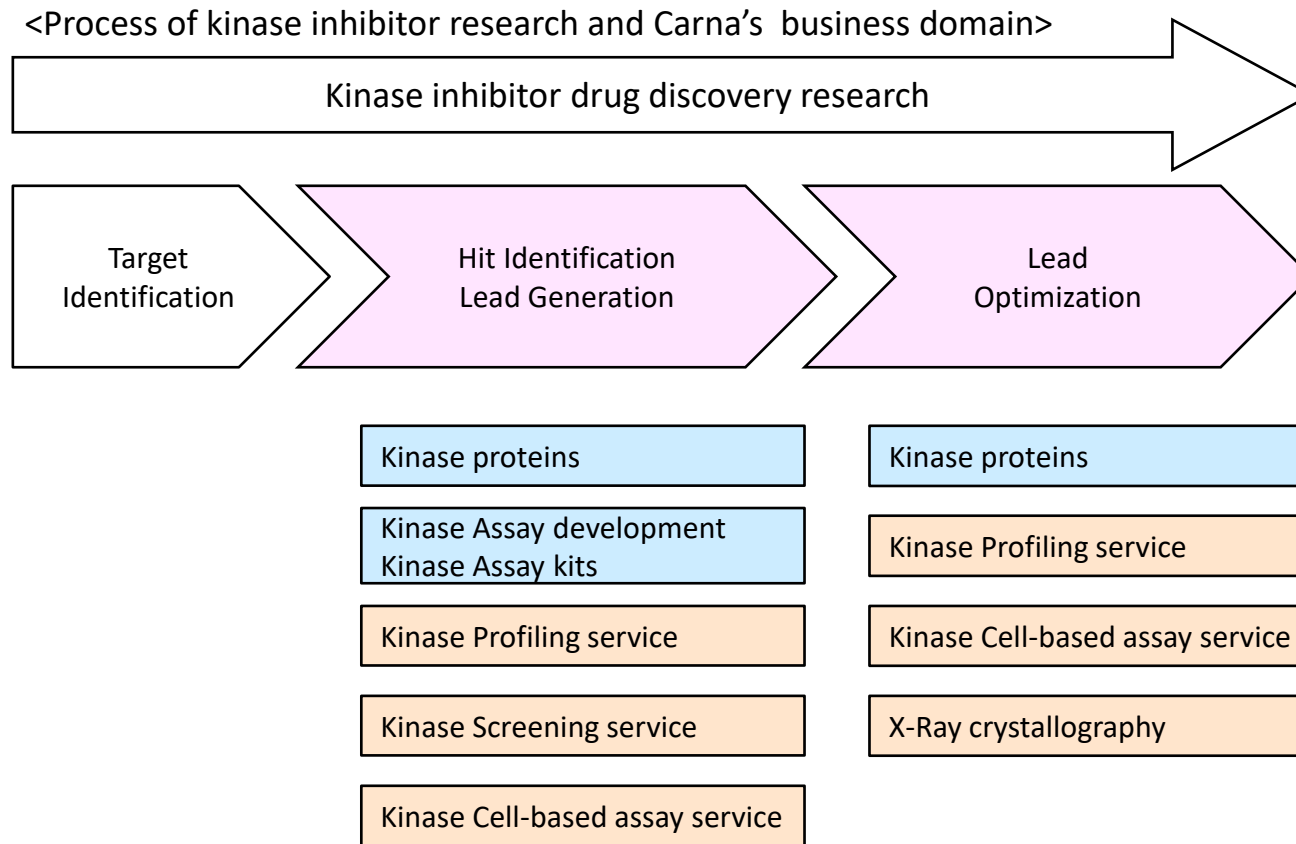 <Process of kinase inhibitor research and Carna's  business domain>
Kinase inhibitor drug discovery research
Target
Identification
Hit Identification
Lead Generation
Lead
Optimization
Kinase proteins
Kinase Assay development
Kinase Assay kits
Kinase Profiling service
Kinase Screening service
Kinase Cell-based assay service
Kinase proteins
Kinase Profiling service
Kinase Cell-based assay service
X-Ray crystallography